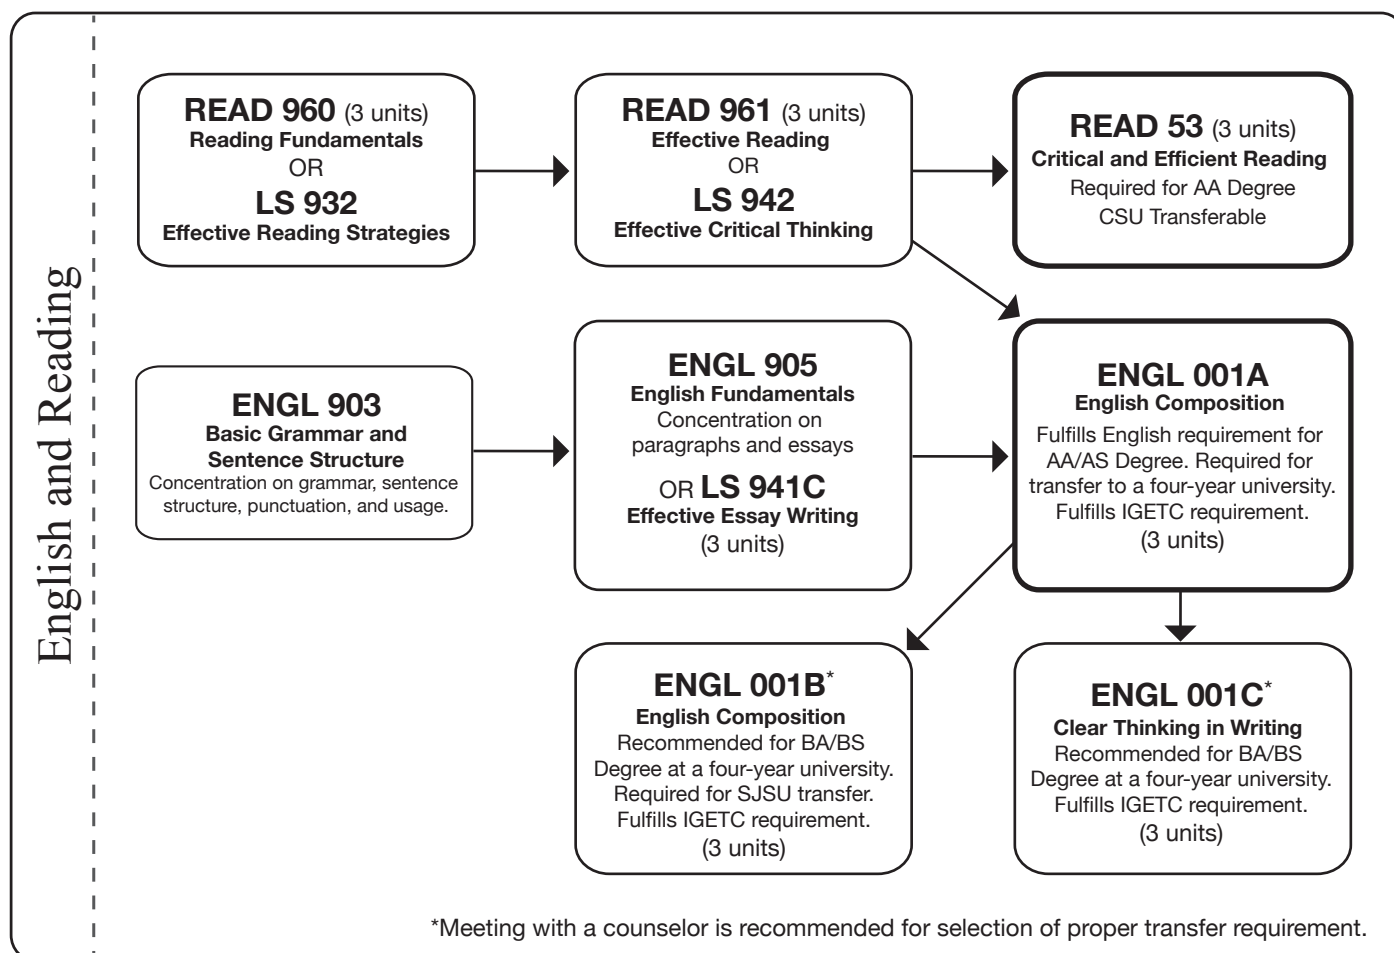 English and Reading
READ 960 (3 units)
Reading Fundamentals
OR
LS 932
Effective Reading Strategies
READ 961 (3 units)
Effective Reading
OR
LS 942
Effective Critical Thinking
READ 53 (3 units)
Critical and Efficient Reading
Required for AA Degree
CSU Transferable
ENGL 903
Basic Grammar and
Sentence Structure
Concentration on grammar, sentence
structure, punctuation, and usage.
ENGL 905
English Fundamentals
Concentration on
paragraphs and essays
OR LS 941C
Effective Essay Writing
(3 units)
ENGL 001A
English Composition
Fulfills English requirement for
AA/AS Degree. Required for
transfer to a four-year university.
Fulfills IGETC requirement.
(3 units)
ENGL 001B*
English Composition
Recommended for BA/BS
Degree at a four-year university.
Required for SJSU transfer.
Fulfills IGETC requirement.
(3 units)
ENGL 001C*
Clear Thinking in Writing
Recommended for BA/BS
Degree at a four-year university.
Fulfills IGETC requirement.
(3 units)
*Meeting with a counselor is recommended for selection of proper transfer requirement.